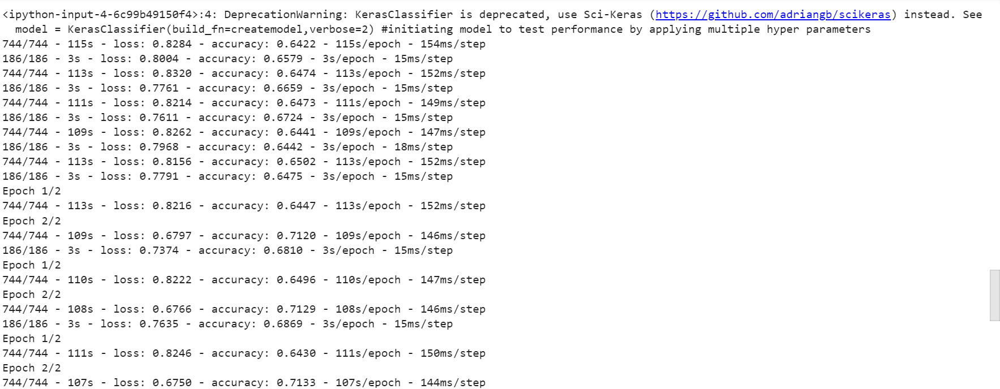 <ipython-input-4-6c99b49150f4>:4: DeprecationWarning: KerasClassifier is deprecated, use Sci-Keras (https://github.com/adriangb/scikeras) instead. See
model = KerasClassifier(build_fn=createmodel,verbose=2) #initiating model to test performance by applying multiple hyper parameters
744/744 - 115s - loss: 0.8284 - accuracy: 0.6422 - 115s/epoch - 154ms/step
186/186 - 3s - loss: 0.8004 - accuracy: 0.6579 - 3s/epoch - 15ms/step
744/744 - 113s - loss: 0.8320 - accuracy: 0.6474 - 113s/epoch - 152ms/step
186/186 - 3s - loss: 0.7761 - accuracy: 0.6659 - 3s/epoch - 15ms/step
744/744 - 111s - loss: 0.8214 - accuracy: 0.6473 - 111s/epoch - 149ms/step
186/186 - 3s - loss: 0.7611 - accuracy: 0.6724 - 3s/epoch - 15ms/step
744/744 - 109s - loss: 0.8262 - accuracy: 0.6441 - 109s/epoch - 147ms/step
186/186 - 3s - loss: 0.7968 - accuracy: 0.6442 - 3s/epoch - 18ms/step
744/744 - 113s - loss: 0.8156 - accuracy: 0.6502 - 113s/epoch - 152ms/step
186/186 - 3s - loss: 0.7791 - accuracy: 0.6475 - 3s/epoch - 15ms/step
Epoch 1/2
744/744 - 113s - loss: 0.8216 - accuracy: 0.6447 - 113s/epoch - 152ms/step
Epoch 2/2
744/744 - 109s - loss: 0.6797 - accuracy: 0.7120 - 109s/epoch - 146ms/step
186/186 - 3s - loss: 0.7374 - accuracy: 0.6810 - 3s/epoch - 15ms/step
Epoch 1/2
744/744 - 110s - loss: 0.8222 - accuracy: 0.6496 - 110s/epoch - 147ms/step
Epoch 2/2
744/744 - 108s - loss: 0.6766 - accuracy: 0.7129 - 108s/epoch - 146ms/step
186/186 - 3s - loss: 0.7635 - accuracy: 0.6869 - 3s/epoch - 15ms/step
Epoch 1/2
744/744 - 111s - loss: 0.8246 - accuracy: 0.6430 - 111s/epoch - 150ms/step
Epoch 2/2
744/744 - 107s - loss: 0.6750 - accuracy: 0.7133 - 107s/epoch - 144ms/step